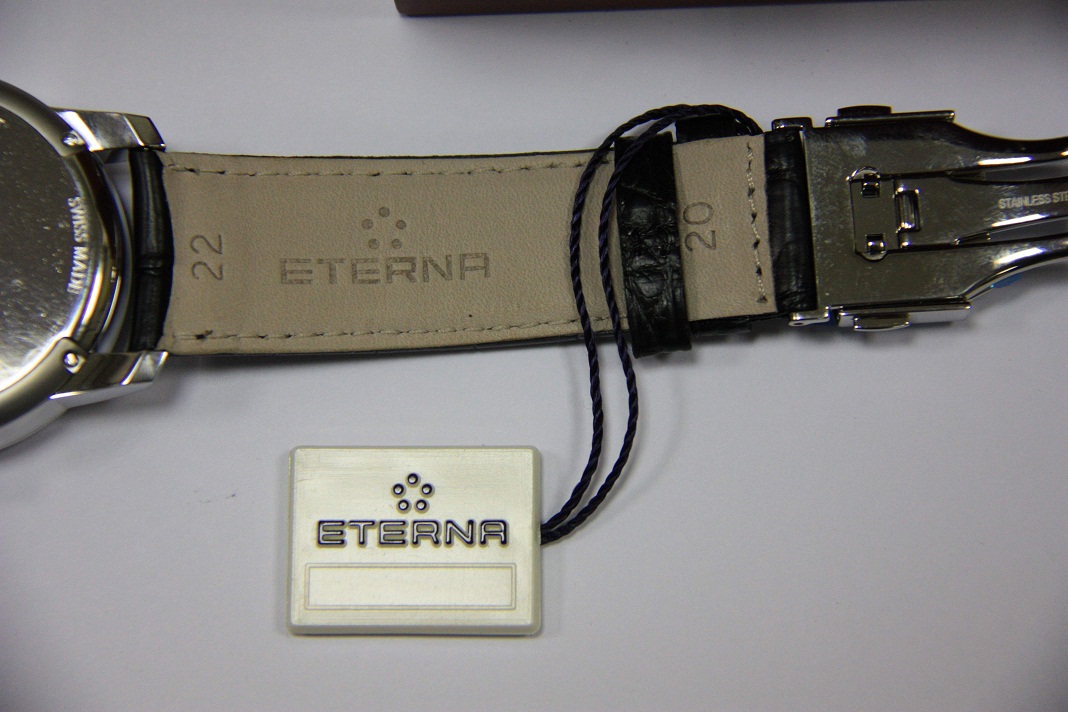 SWISS MADE
22
ETERNA
20
STAINLESS STE
ETERNA